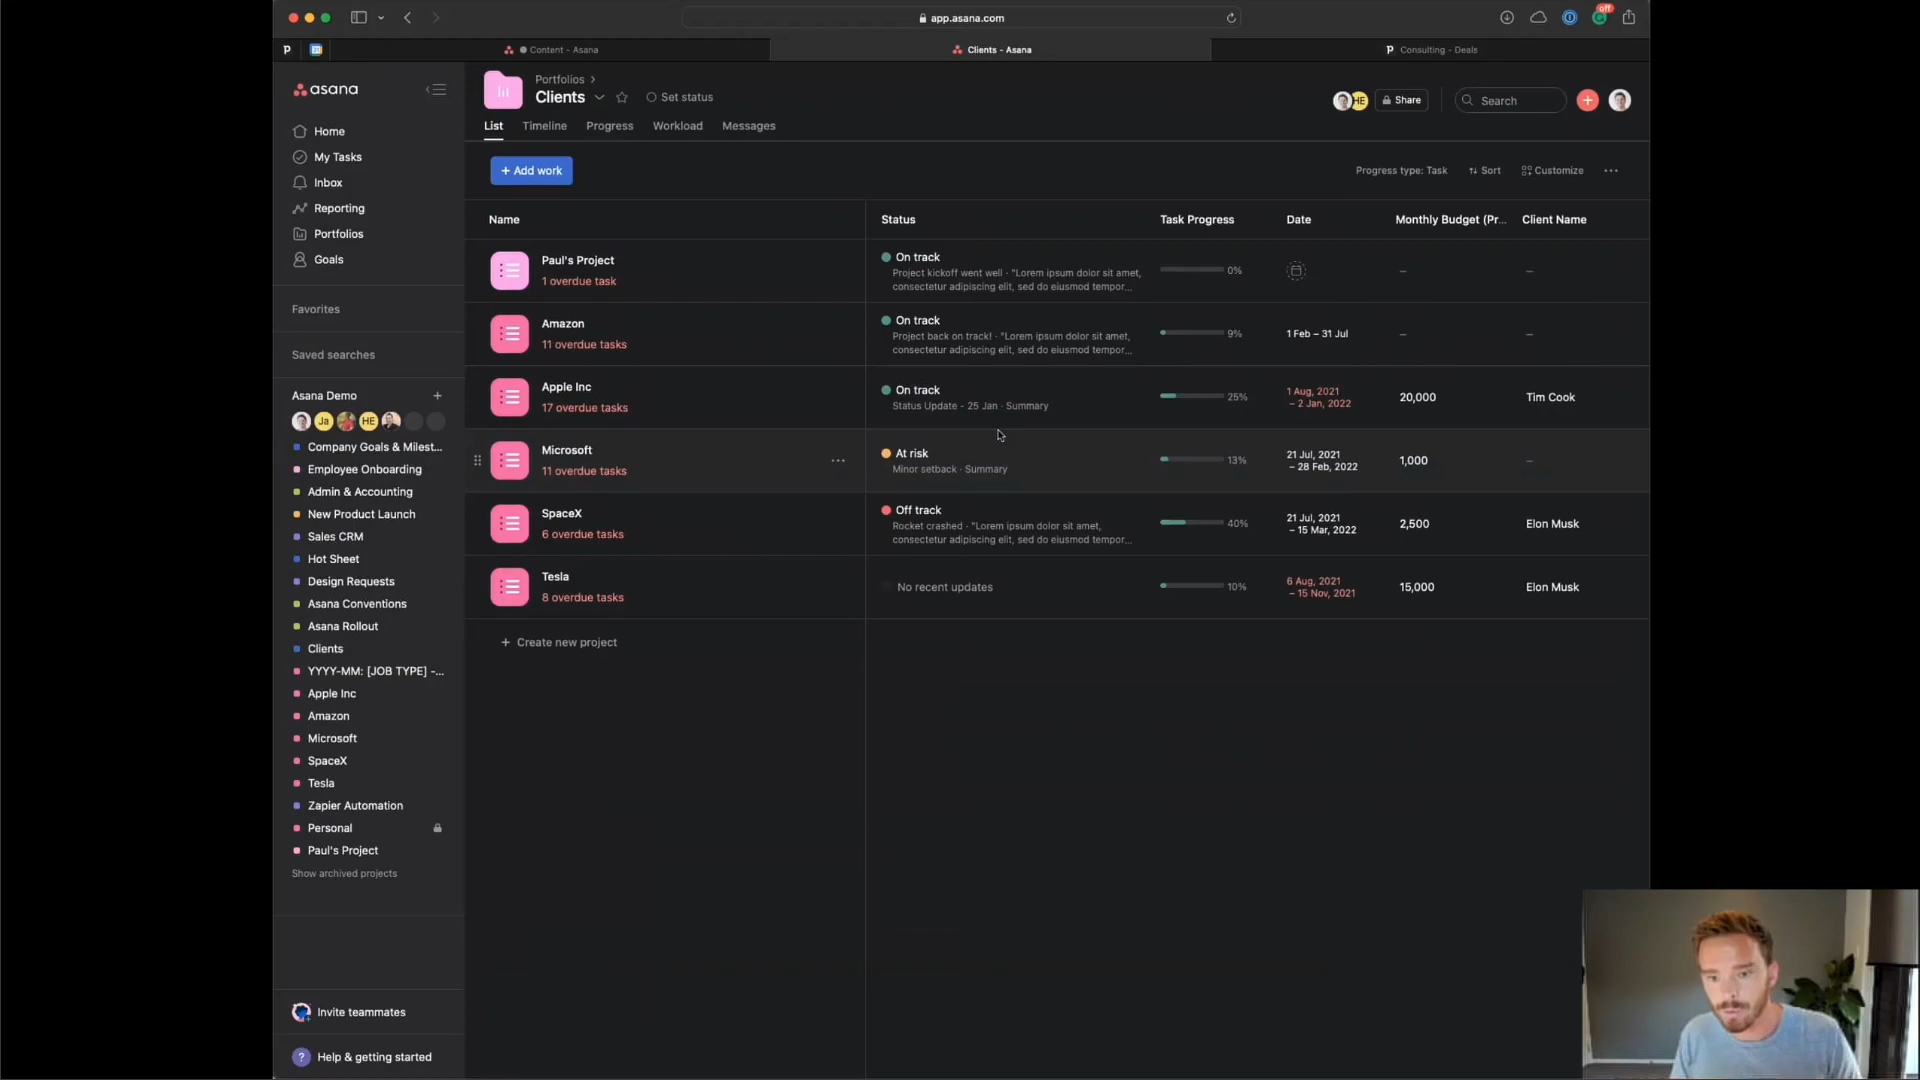 app.asana.com
off
Content - Asana
Clients - Asana
Consulting - Deals
asana
Home
My Tasks
Inbox
Reporting
Portfolios
Goals
Favorites
Saved searches
Asana Demo
Ja
HE
Company Goals & Milest...
Employee Onboarding
Admin & Accounting
New Product Launch
Sales CRM
Hot Sheet
Design Requests
Asana Conventions
Asana Rollout
Clients
YYYY-MM: [JOB TYPE] -...
Apple Inc
Amazon
Microsoft
SpaceX
Tesla
Zapier Automation
Personal
Paul's Project
Show archived projects
Invite teammates
? Help & getting started
Portfolios >
Clients
Set status
HE
Share
Search
List Timeline Progress Workload Messages
+ Add work
Progress type: Task
Sort
Customize
Name Status Task Progress Date Monthly Budget (Pr... Client Name
Paul's Project
1 overdue task
On track
Project kickoff went well · "Lorem ipsum dolor sit amet,
consectetur adipiscing elit, sed do eiusmod tempor...
0%
–
–
Amazon
11 overdue tasks
On track
Project back on track! · "Lorem ipsum dolor sit amet,
consectetur adipiscing elit, sed do eiusmod tempor...
9%
1 Feb – 31 Jul
–
–
Apple Inc
17 overdue tasks
On track
Status Update - 25 Jan · Summary
25%
1 Aug, 2021
– 2 Jan, 2022
20,000
Tim Cook
Microsoft
11 overdue tasks
At risk
Minor setback · Summary
13%
21 Jul, 2021
– 28 Feb, 2022
1,000
–
SpaceX
6 overdue tasks
Off track
Rocket crashed · "Lorem ipsum dolor sit amet,
consectetur adipiscing elit, sed do eiusmod tempor...
40%
21 Jul, 2021
– 15 Mar, 2022
2,500
Elon Musk
Tesla
8 overdue tasks
No recent updates
10%
6 Aug, 2021
– 15 Nov, 2021
15,000
Elon Musk
+ Create new project